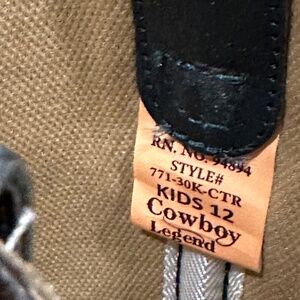 RN. NO. 94894
STYLE#
771-30K-CTR
KIDS 12
Cowboy
Legend